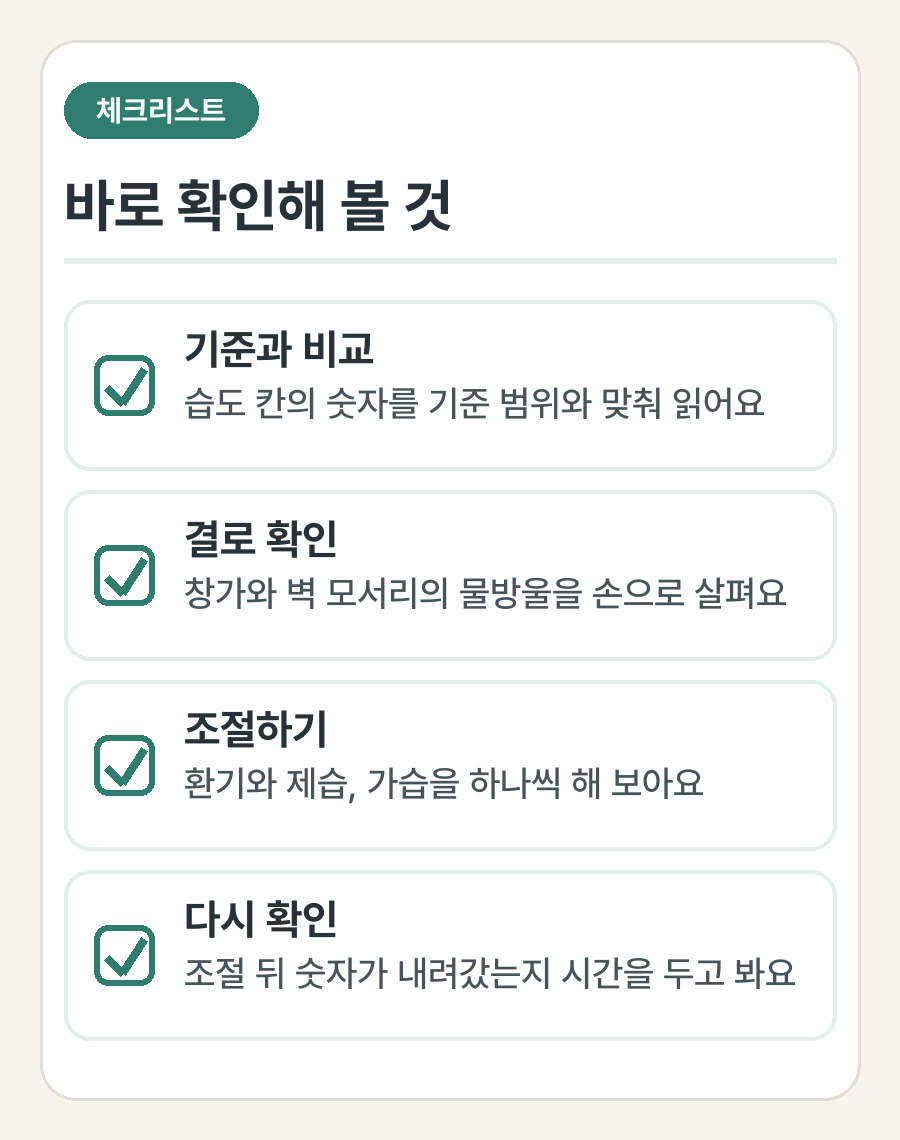 체크리스트
바로 확인해 볼 것
기준과 비교
습도 칸의 숫자를 기준 범위와 맞춰 읽어요
결로 확인
창가와 벽 모서리의 물방울을 손으로 살펴요
조절하기
환기와 제습, 가습을 하나씩 해 보아요
다시 확인
조절 뒤 숫자가 내려갔는지 시간을 두고 봐요